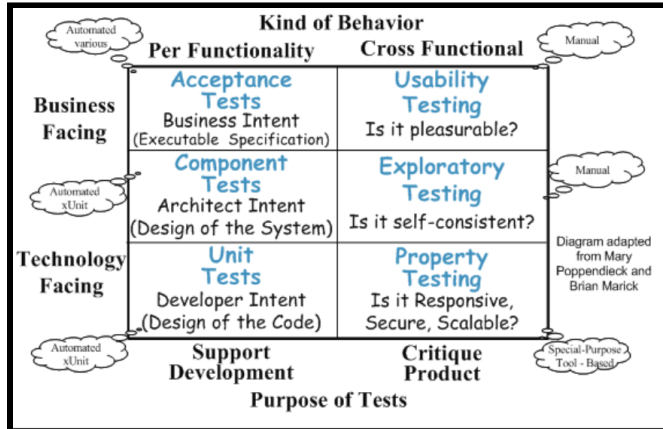 Kind of Behavior
Automated
various
Per Functionality
Cross Functional
Manual
Business
Facing
Acceptance
Tests
Business Intent
(Executable Specification)
Usability
Testing
Is it pleasurable?
Component
Tests
Architect Intent
(Design of the System)
Exploratory
Testing
Is it self-consistent?
Manual
Automated
xUnit
Technology
Facing
Unit
Tests
Developer Intent
(Design of the Code)
Property
Testing
Is it Responsive,
Secure, Scalable?
Diagram adapted
from Mary
Poppendieck and
Brian Marick
Automated
xUnit
Support
Development
Critique
Product
Special-Purpose
Tool - Based
Purpose of Tests